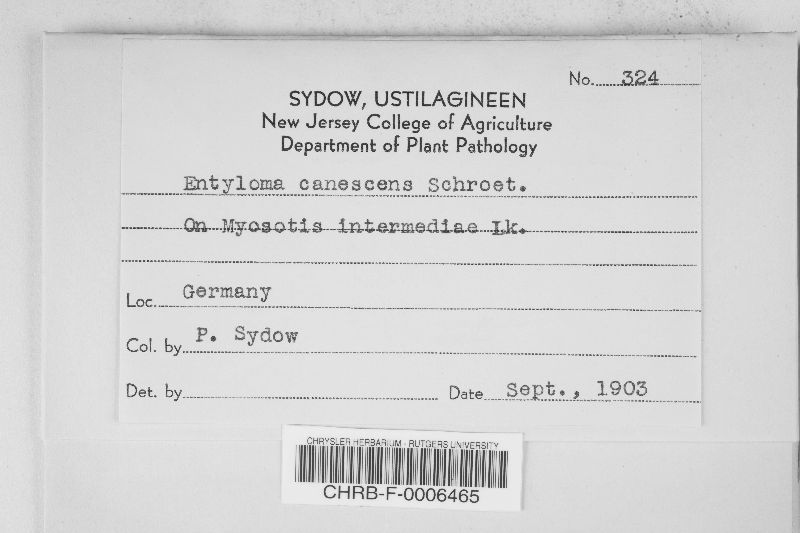 No. 324
SYDOW, USTILAGINEEN
New Jersey College of Agriculture
Department of Plant Pathology
Entyloma canescens Schroet.
On Myosotis intermediae Lk.
Loc. Germany
Col. by P. Sydow
Det. by Date Sept., 1903
CHRYSLER HERBARIUM - RUTGERS UNIVERSITY
CHRB-F-0006465